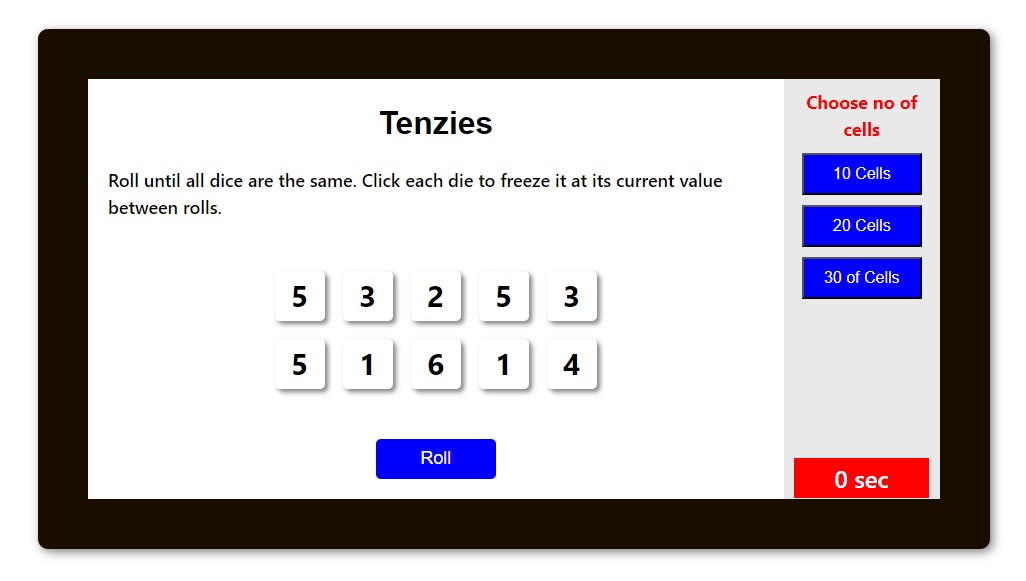 Tenzies
Roll until all dice are the same. Click each die to freeze it at its current value
between rolls.
5 3 2 5 3
5 1 6 1 4
Roll
Choose no of
cells
10 Cells
20 Cells
30 of Cells
0 sec